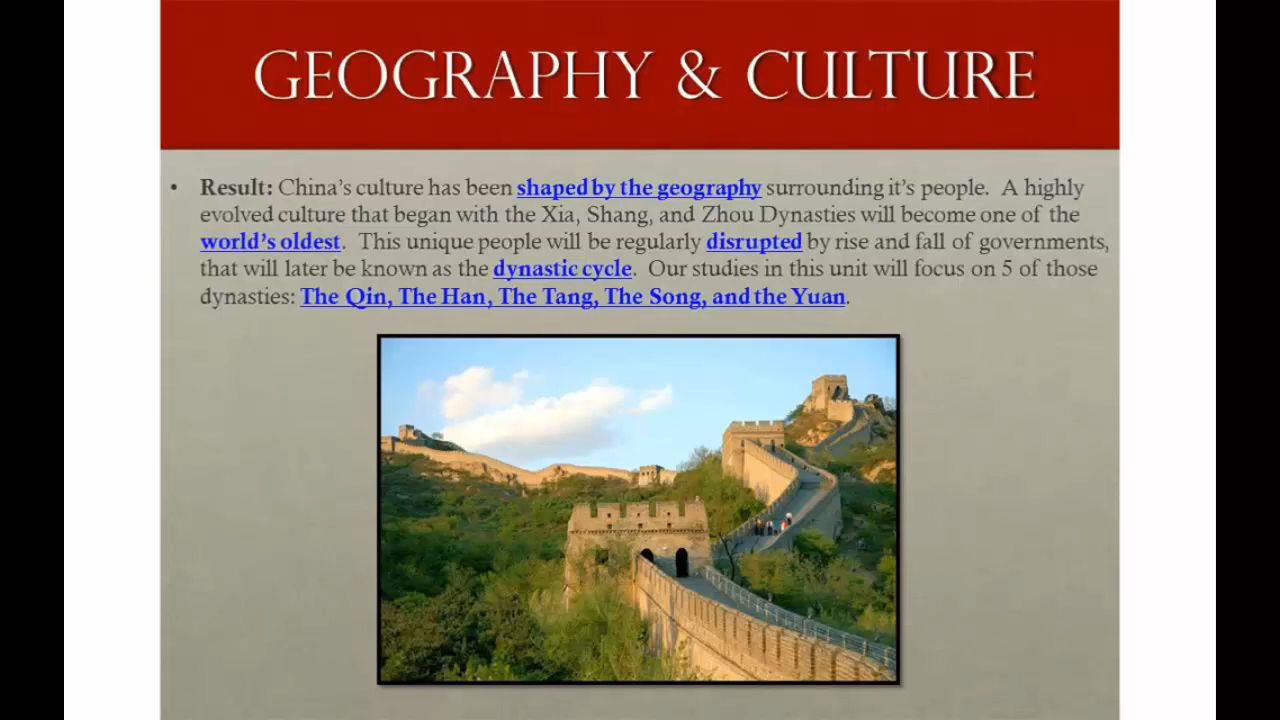 GEOGRAPHY & CULTURE
• Result: China's culture has been shaped by the geography surrounding it's people. A highly
evolved culture that began with the Xia, Shang, and Zhou Dynasties will become one of the
world's oldest. This unique people will be regularly disrupted by rise and fall of governments,
that will later be known as the dynastic cycle. Our studies in this unit will focus on 5 of those
dynasties: The Qin, The Han, The Tang, The Song, and the Yuan.